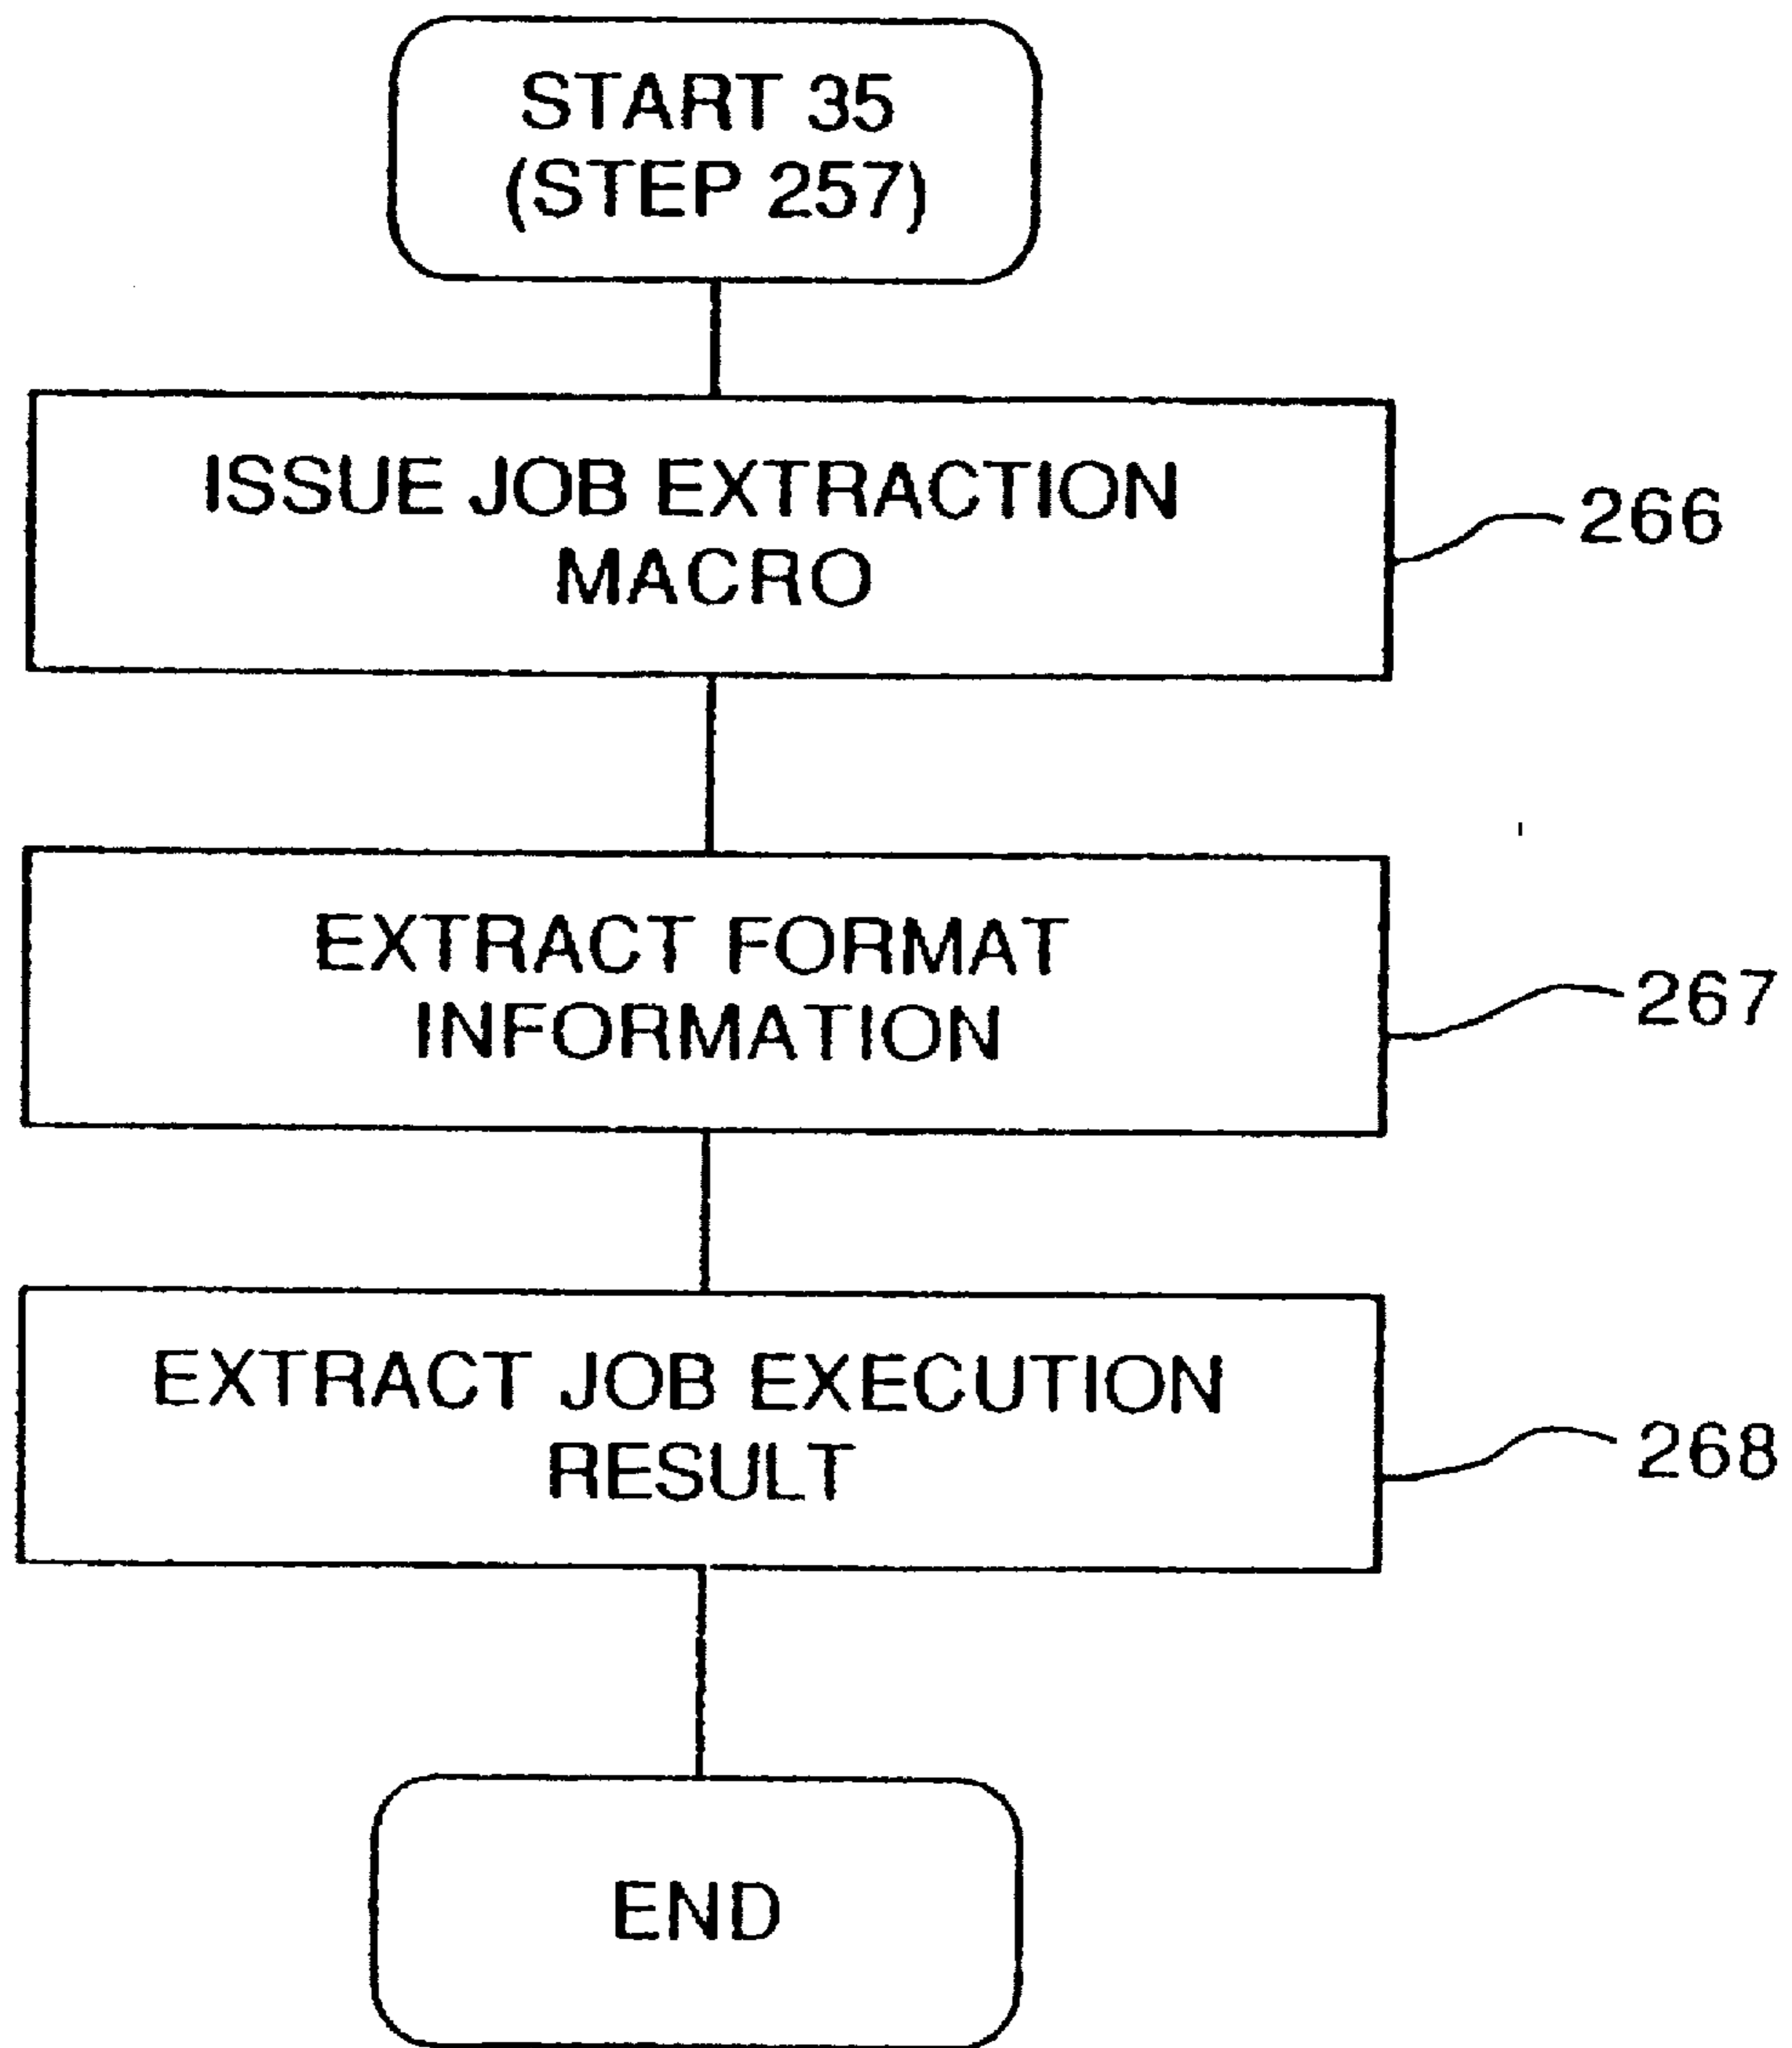 START 35
(STEP 257)
ISSUE JOB EXTRACTION
MACRO
266
EXTRACT FORMAT
INFORMATION
267
EXTRACT JOB EXECUTION
RESULT
268
END